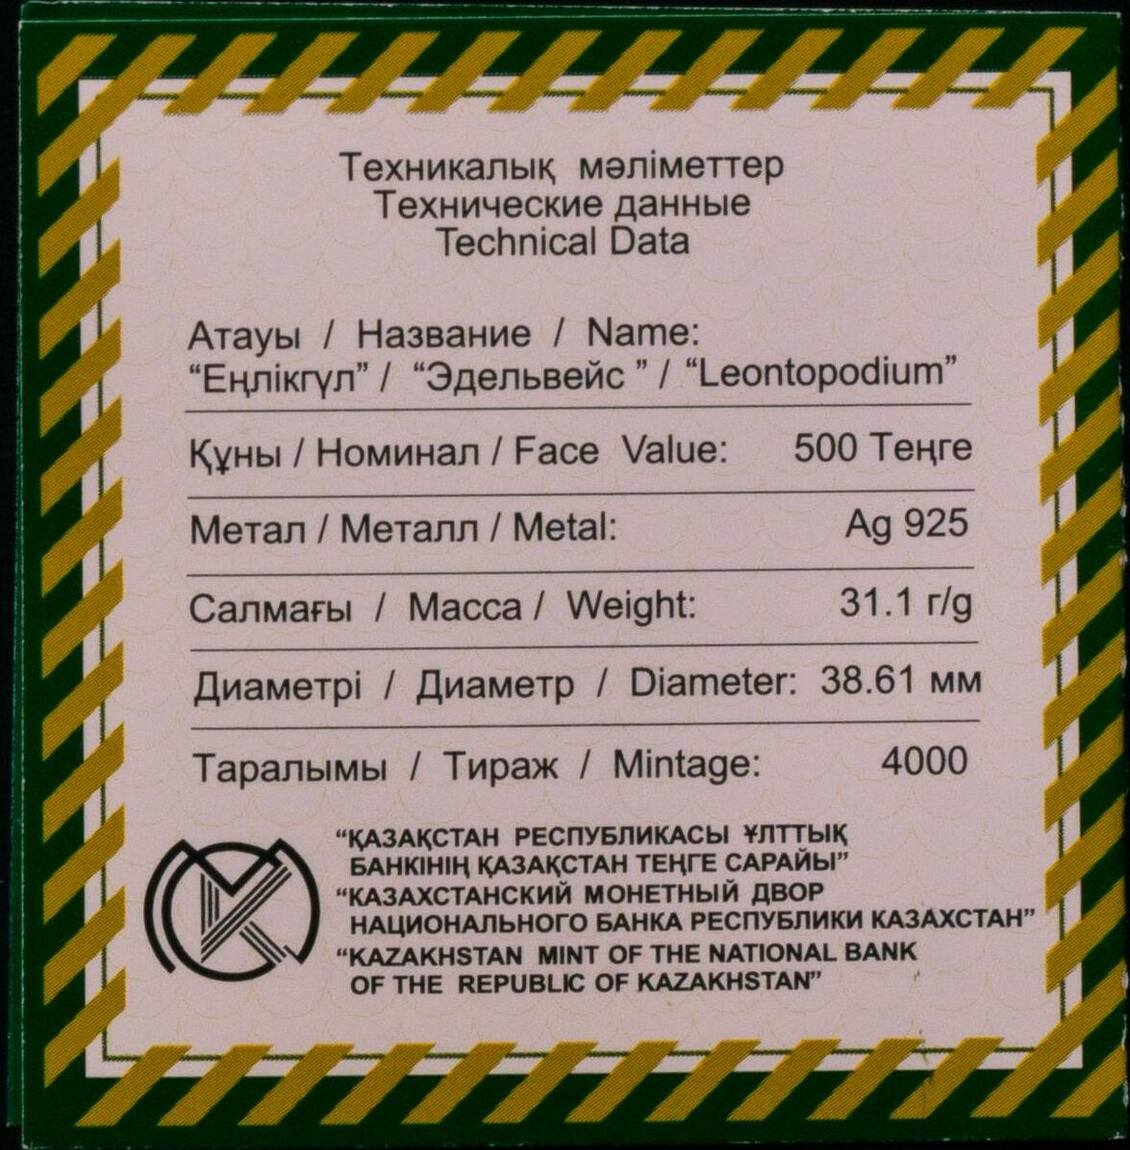 Техникалық мәліметтер
Технические данные
Technical Data
Атауы / Название / Name:
“Еңлікгүл” / “Эдельвейс ” / “Leontopodium”
Құны / Номинал / Face Value: 500 Теңге
Метал / Металл / Metal: Ag 925
Салмағы / Масса / Weight: 31.1 г/g
Диаметрі / Диаметр / Diameter: 38.61 мм
Таралымы / Тираж / Mintage: 4000
“ҚАЗАҚСТАН РЕСПУБЛИКАСЫ ҰЛТТЫҚ
БАНКІНІҢ ҚАЗАҚСТАН ТЕҢГЕ САРАЙЫ”
“КАЗАХСТАНСКИЙ МОНЕТНЫЙ ДВОР
НАЦИОНАЛЬНОГО БАНКА РЕСПУБЛИКИ КАЗАХСТАН”
“KAZAKHSTAN MINT OF THE NATIONAL BANK
OF THE REPUBLIC OF KAZAKHSTAN”